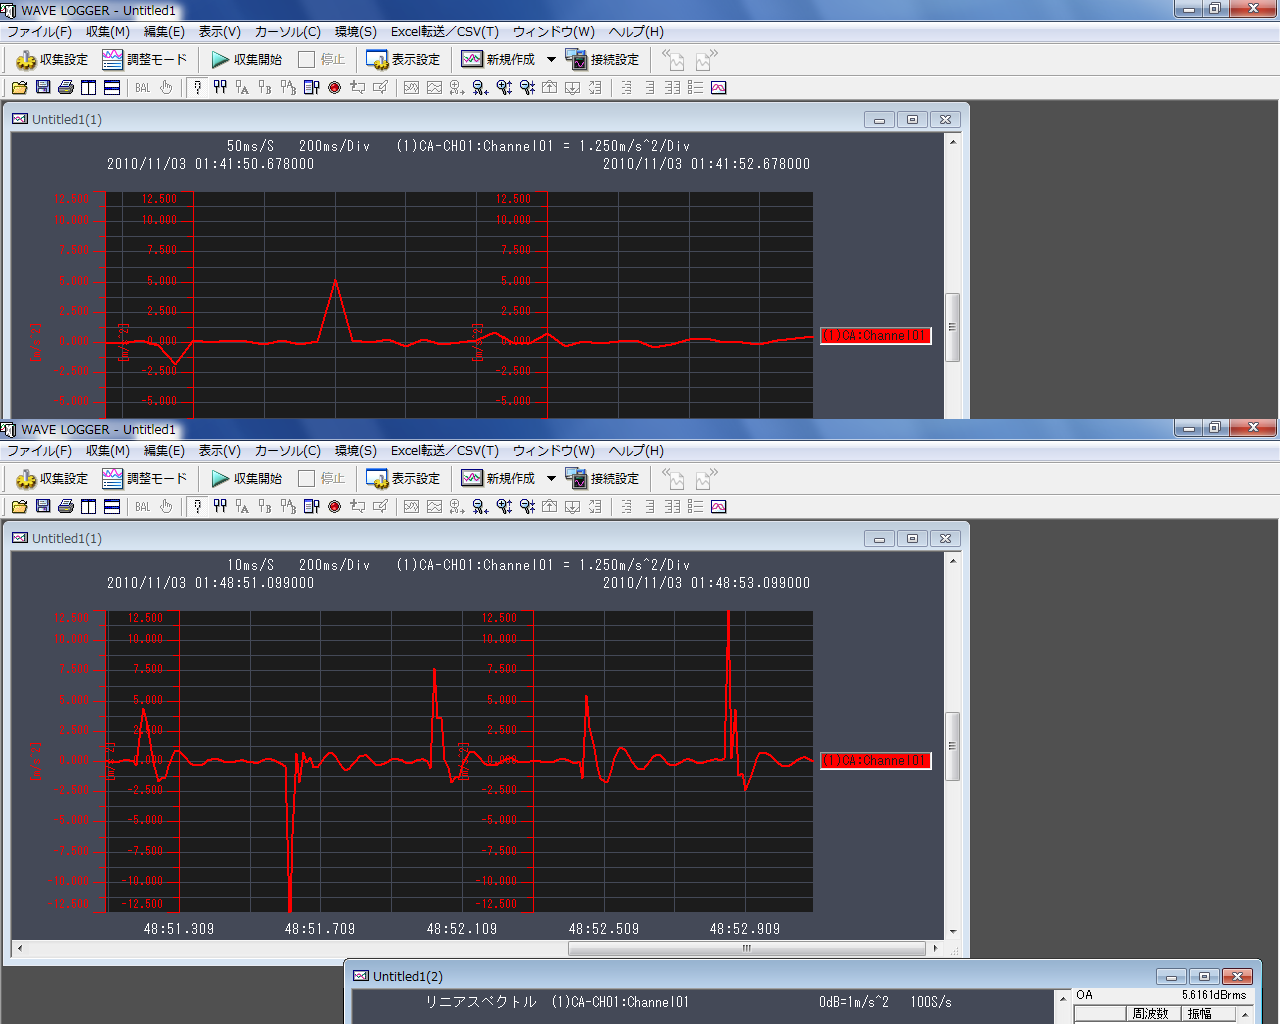 WAVE LOGGER - Untitled1
ファイル(F) 収集(M) 編集(E) 表示(V) カーソル(C) 環境(S) Excel転送／CSV(T) ウィンドウ(W) ヘルプ(H)
収集設定 調整モード 収集開始 停止 表示設定 新規作成 接続設定
BAL
Untitled1(1)
50ms/S 200ms/Div (1)CA-CH01:Channel01 = 1.250m/s^2/Div
2010/11/03 01:41:50.678000 2010/11/03 01:41:52.678000
12.500 12.500 12.500
10.000 10.000 10.000
7.500 7.500 7.500
5.000 5.000 5.000
2.500 2.500 2.500
[m/s^2] [m/s^2] [m/s^2]
0.000 0.000 0.000 (1)CA:Channel01
-2.500 -2.500 -2.500
-5.000 -5.000 -5.000
WAVE LOGGER - Untitled1
ファイル(F) 収集(M) 編集(E) 表示(V) カーソル(C) 環境(S) Excel転送／CSV(T) ウィンドウ(W) ヘルプ(H)
収集設定 調整モード 収集開始 停止 表示設定 新規作成 接続設定
BAL
Untitled1(1)
10ms/S 200ms/Div (1)CA-CH01:Channel01 = 1.250m/s^2/Div
2010/11/03 01:48:51.099000 2010/11/03 01:48:53.099000
12.500 12.500 12.500
10.000 10.000 10.000
7.500 7.500 7.500
5.000 5.000 5.000
2.500 2.500 2.500
[m/s^2] [m/s^2] [m/s^2]
0.000 0.000 0.000 (1)CA:Channel01
-2.500 -2.500 -2.500
-5.000 -5.000 -5.000
-7.500 -7.500 -7.500
-10.000 -10.000 -10.000
-12.500 -12.500 -12.500
48:51.309 48:51.709 48:52.109 48:52.509 48:52.909
Untitled1(2)
リニアスペクトル (1)CA-CH01:Channel01 0dB=1m/s^2 100S/s
OA 5.6161dBrms
周波数 振幅